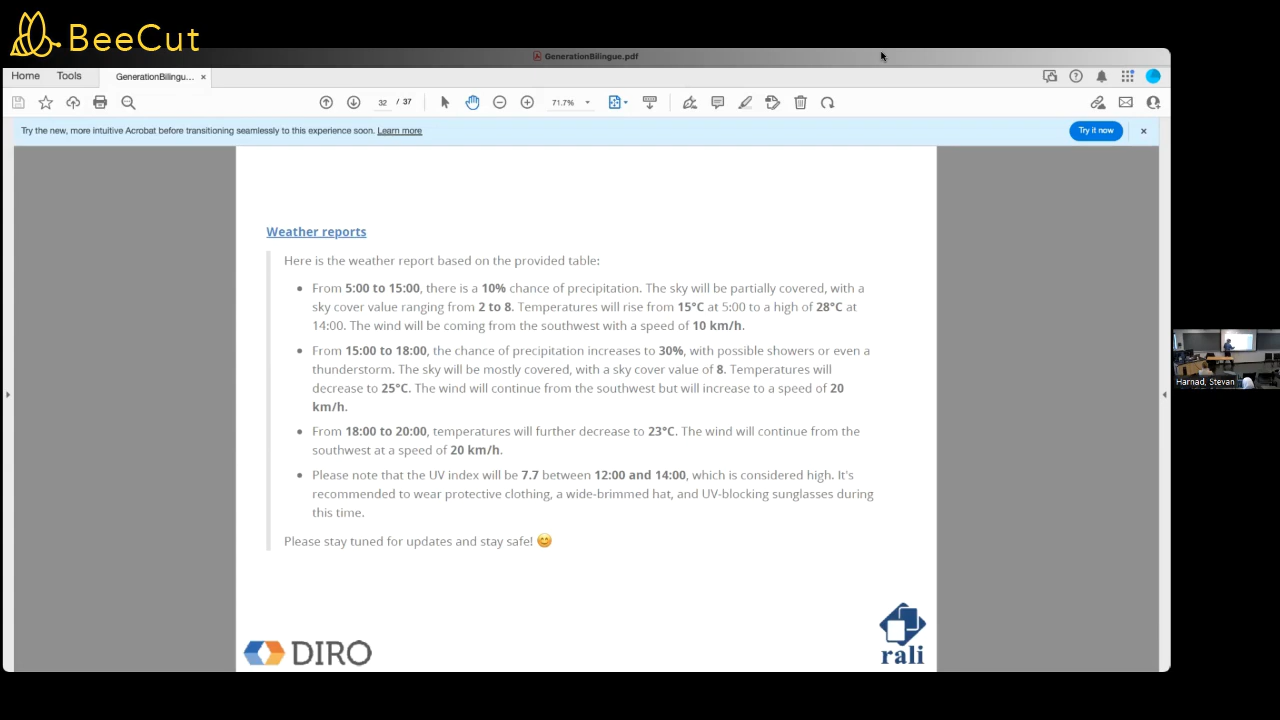 BeeCut
GenerationBilingue.pdf
Home
Tools
GenerationBilingu... ×
32 / 37
71.7%
Try the new, more intuitive Acrobat before transitioning seamlessly to this experience soon. Learn more
Try it now
Weather reports
Here is the weather report based on the provided table:
• From 5:00 to 15:00, there is a 10% chance of precipitation. The sky will be partially covered, with a
sky cover value ranging from 2 to 8. Temperatures will rise from 15°C at 5:00 to a high of 28°C at
14:00. The wind will be coming from the southwest with a speed of 10 km/h.
• From 15:00 to 18:00, the chance of precipitation increases to 30%, with possible showers or even a
thunderstorm. The sky will be mostly covered, with a sky cover value of 8. Temperatures will
decrease to 25°C. The wind will continue from the southwest but will increase to a speed of 20
km/h.
• From 18:00 to 20:00, temperatures will further decrease to 23°C. The wind will continue from the
southwest at a speed of 20 km/h.
• Please note that the UV index will be 7.7 between 12:00 and 14:00, which is considered high. It's
recommended to wear protective clothing, a wide-brimmed hat, and UV-blocking sunglasses during
this time.
Please stay tuned for updates and stay safe! 😊
Harnad, Stevan
DIRO
rali